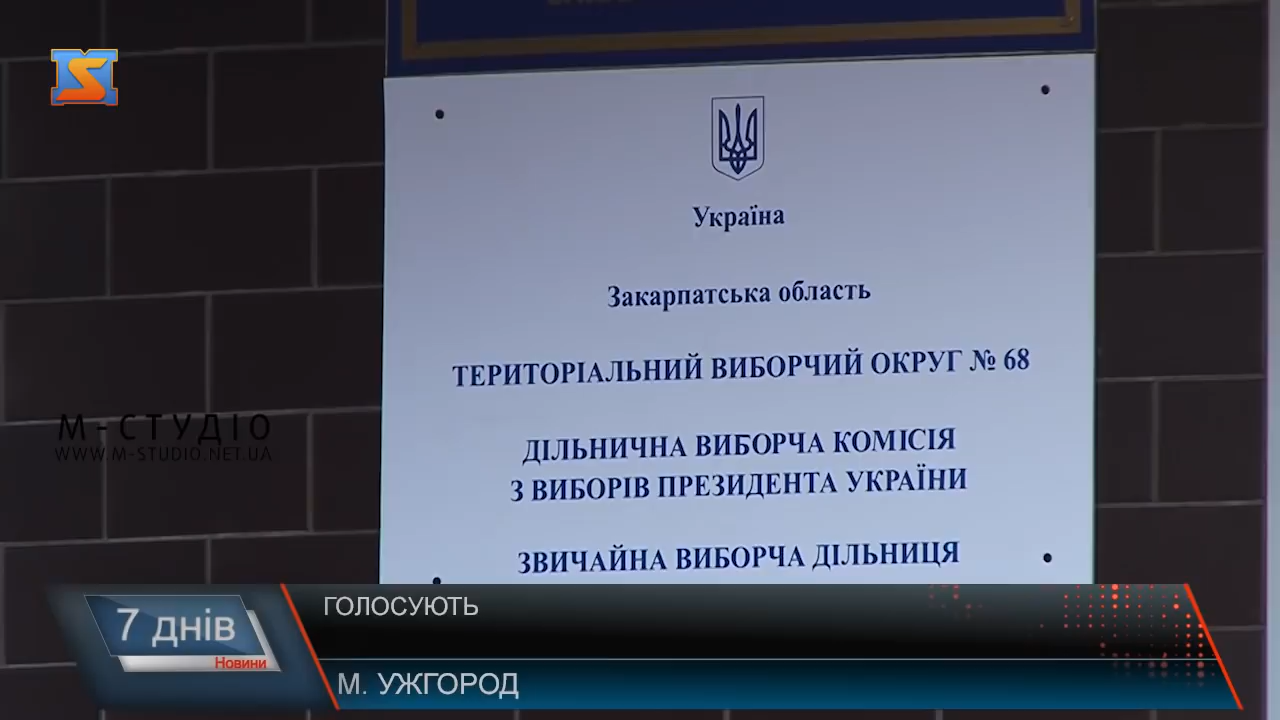 Україна
Закарпатська область
ТЕРИТОРІАЛЬНИЙ ВИБОРЧИЙ ОКРУГ № 68
ДІЛЬНИЧНА ВИБОРЧА КОМІСІЯ
З ВИБОРІВ ПРЕЗИДЕНТА УКРАЇНИ
ЗВИЧАЙНА ВИБОРЧА ДІЛЬНИЦЯ
М-СТУДІО
WWW.M-STUDIO.NET.UA
7 днів
Новини
ГОЛОСУЮТЬ
М. УЖГОРОД